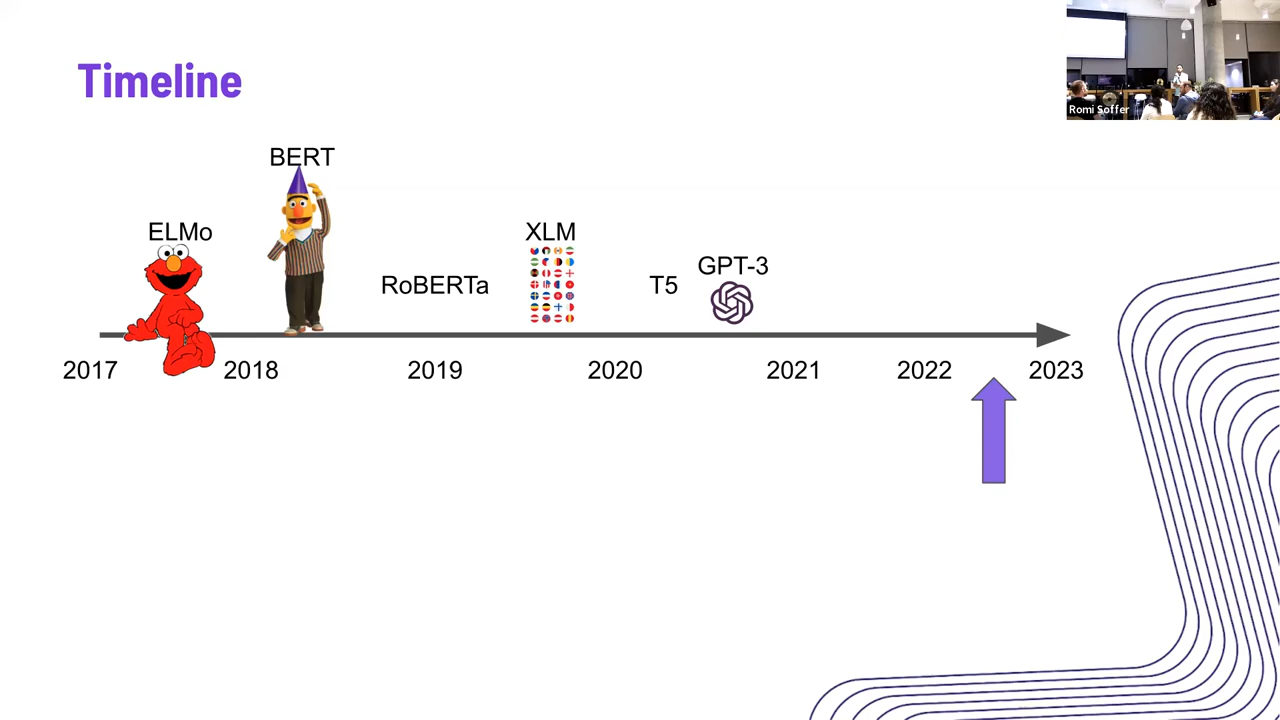 Timeline
Romi Soffer
BERT
ELMo
XLM
RoBERTa
T5
GPT-3
2017
2018
2019
2020
2021
2022
2023